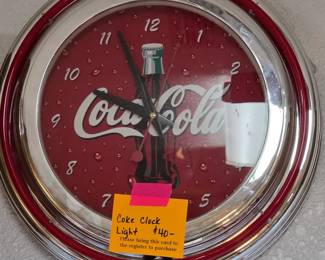 11
10
1
2
9
Coca-Cola
8
4
7
5
Coke Clock
Light $40-
Please bring this card to
the register to purchase